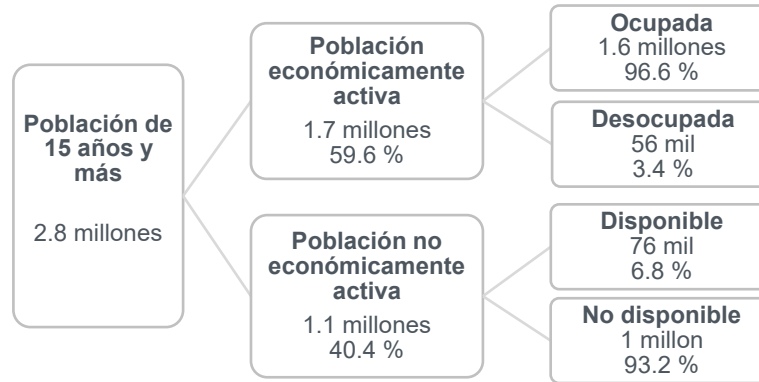 Población de
15 años y
más
2.8 millones
Población
económicamente
activa
1.7 millones
59.6 %
Población no
económicamente
activa
1.1 millones
40.4 %
Ocupada
1.6 millones
96.6 %
Desocupada
56 mil
3.4 %
Disponible
76 mil
6.8 %
No disponible
1 millon
93.2 %